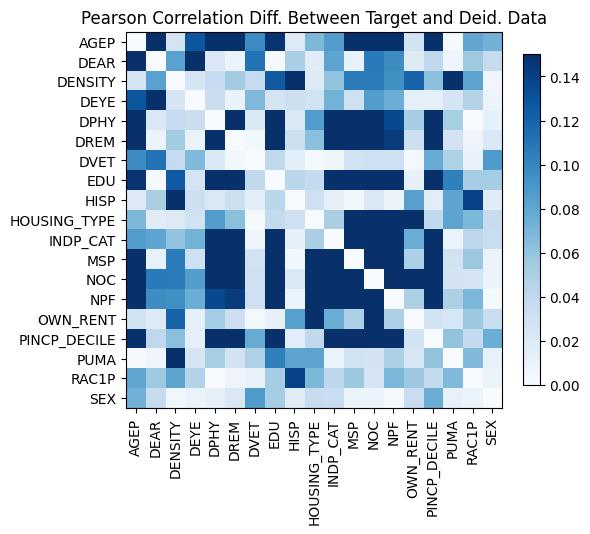 Pearson Correlation Diff. Between Target and Deid. Data
AGEP
DEAR
DENSITY
DEYE
DPHY
DREM
DVET
EDU
HISP
HOUSING_TYPE
INDP_CAT
MSP
NOC
NPF
OWN_RENT
PINCP_DECILE
PUMA
RAC1P
SEX
AGEP
DEAR
DENSITY
DEYE
DPHY
DREM
DVET
EDU
HISP
HOUSING_TYPE
INDP_CAT
MSP
NOC
NPF
OWN_RENT
PINCP_DECILE
PUMA
RAC1P
SEX
0.14
0.12
0.10
0.08
0.06
0.04
0.02
0.00